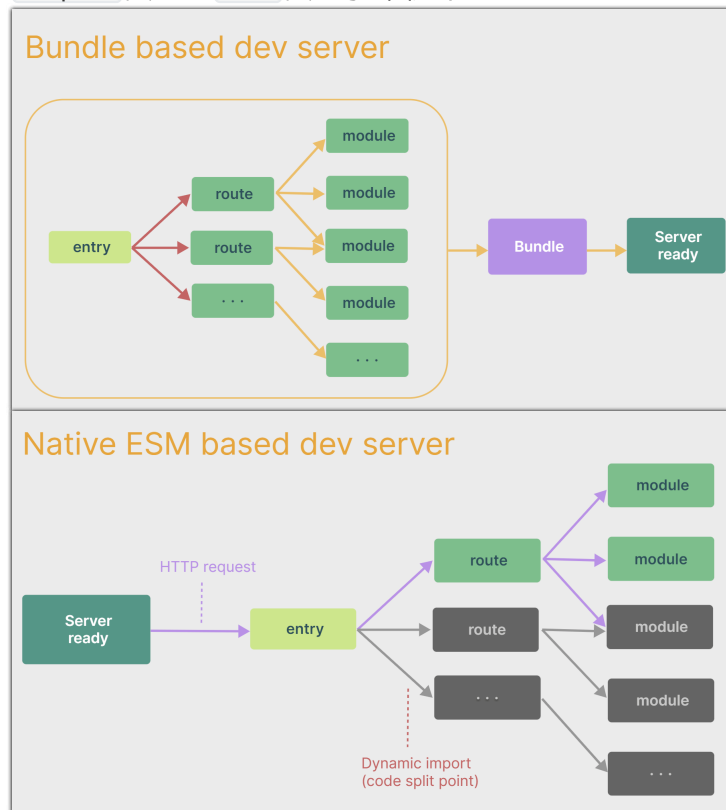 Bundle based dev server
module
route
module
entry
route
module
Bundle
Server
ready
. . .
module
. . .
Native ESM based dev server
module
HTTP request
route
module
Server
ready
entry
route
module
. . .
module
Dynamic import
(code split point)
. . .